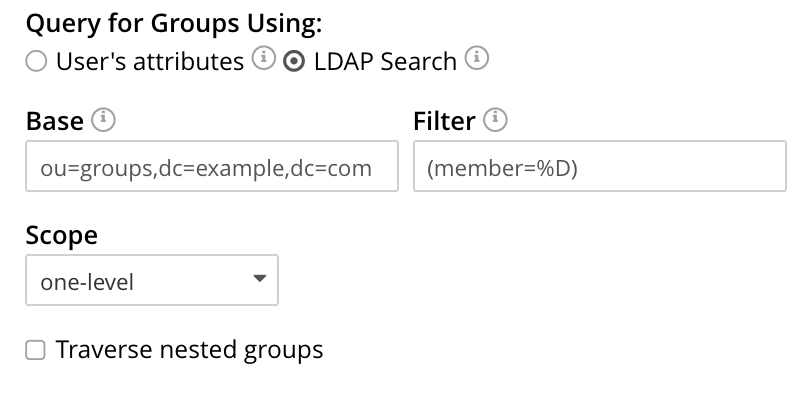 Query for Groups Using:
User's attributes LDAP Search
Base Filter
ou=groups,dc=example,dc=com (member=%D)
Scope
one-level
Traverse nested groups